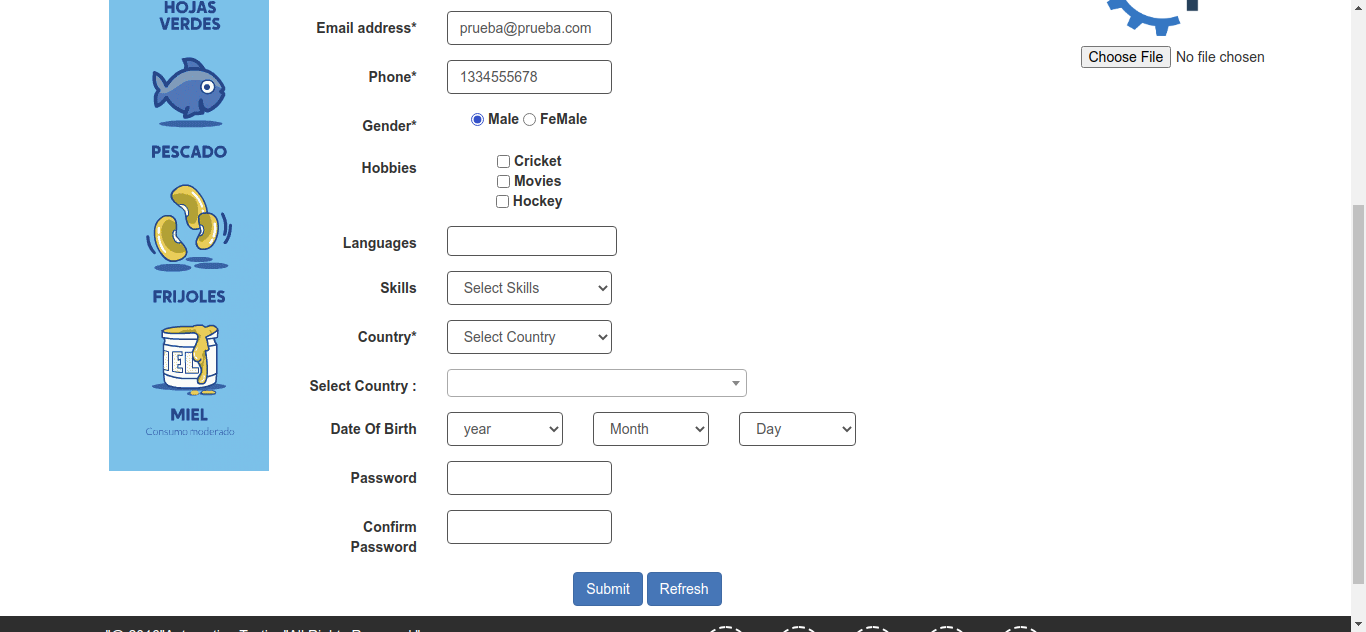 HOJAS
VERDES
PESCADO
FRIJOLES
MIEL
Consumo moderado
Email address* prueba@prueba.com
Phone* 1334555678
Gender* Male FeMale
Hobbies Cricket
Movies
Hockey
Languages
Skills Select Skills
Country* Select Country
Select Country :
Date Of Birth year Month Day
Password
Confirm
Password
Submit Refresh
Choose File No file chosen